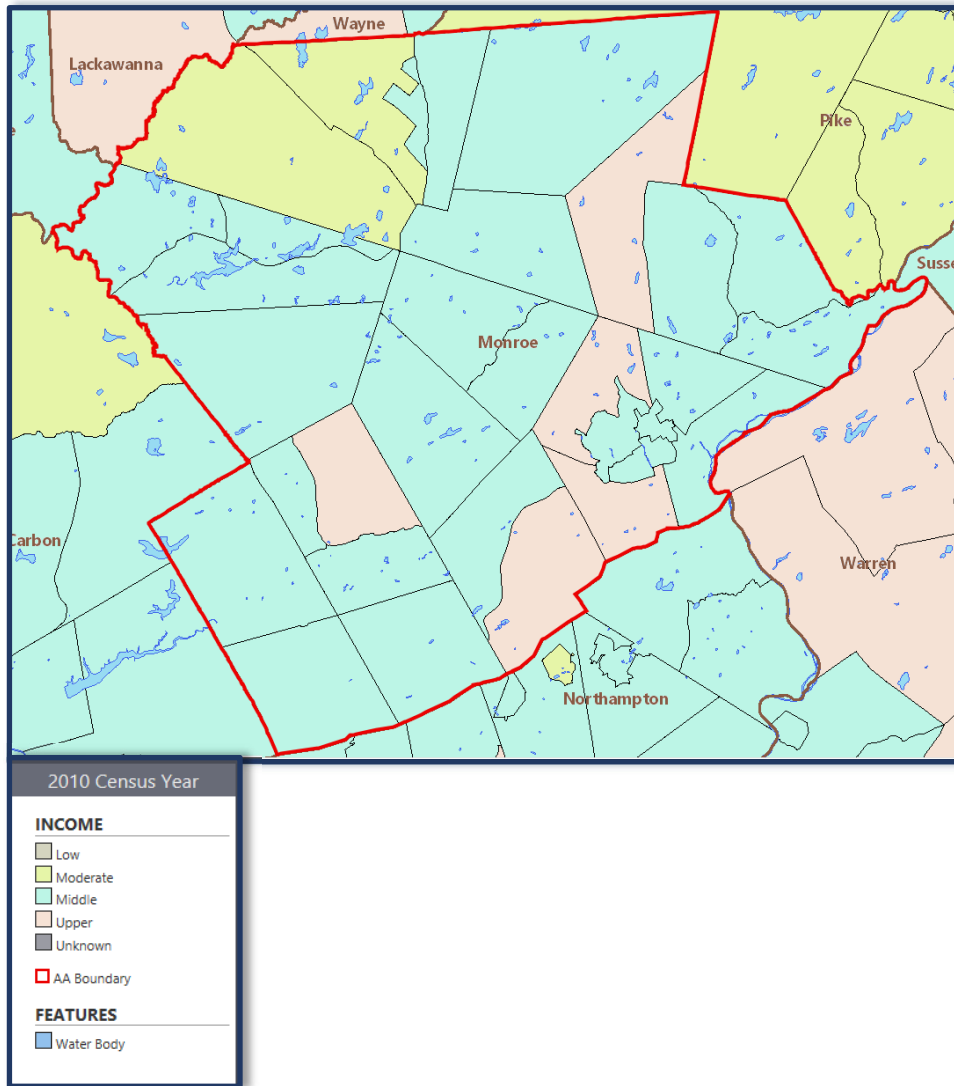 Wayne
Lackawanna
Pike
Susse
Monroe
Carbon
Warren
Northampton
2010 Census Year
INCOME
Low
Moderate
Middle
Upper
Unknown
AA Boundary
FEATURES
Water Body